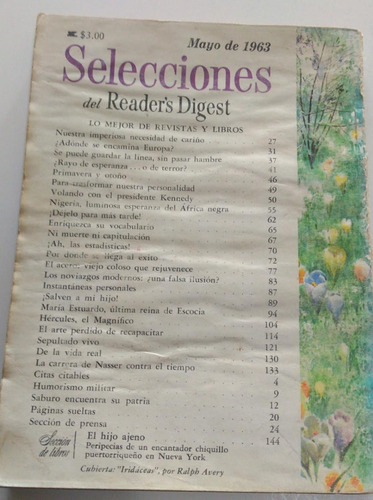 $3.00
Mayo de 1963
Selecciones
del Reader's Digest
LO MEJOR DE REVISTAS Y LIBROS
Nuestra imperiosa necesidad de cariño 27
¿Adónde se encamina Europa? 31
Se puede guardar la línea, sin pasar hambre 37
¿Rayo de esperanza . . . o de terror? 41
Primavera y otoño 46
Para trasformar nuestra personalidad 49
Volando con el presidente Kennedy 50
Nigeria, luminosa esperanza del Africa negra 55
¡Déjelo para más tarde! 62
Enriquezca su vocabulario 65
Ni muerte ni capitulación 67
¡Ah, las estadísticas! 70
Por donde se llega al éxito 72
El acero: viejo coloso que rejuvenece 77
Los noviazgos modernos: ¿una falsa ilusión? 83
Instantáneas personales 87
¡Salven a mi hijo! 89
María Estuardo, última reina de Escocia 94
Hércules, el Magnífico 104
El arte perdido de recapacitar 114
Sepultado vivo 121
De la vida real 130
La carrera de Nasser contra el tiempo 133
Citas citables 4
Humorismo militar 9
Saburo encuentra su patria 12
Páginas sueltas 20
Sección de prensa 24
Sección de libros
El hijo ajeno 144
Peripecias de un encantador chiquillo
puertorriqueño en Nueva York
Cubierta: "Iridáceas", por Ralph Avery